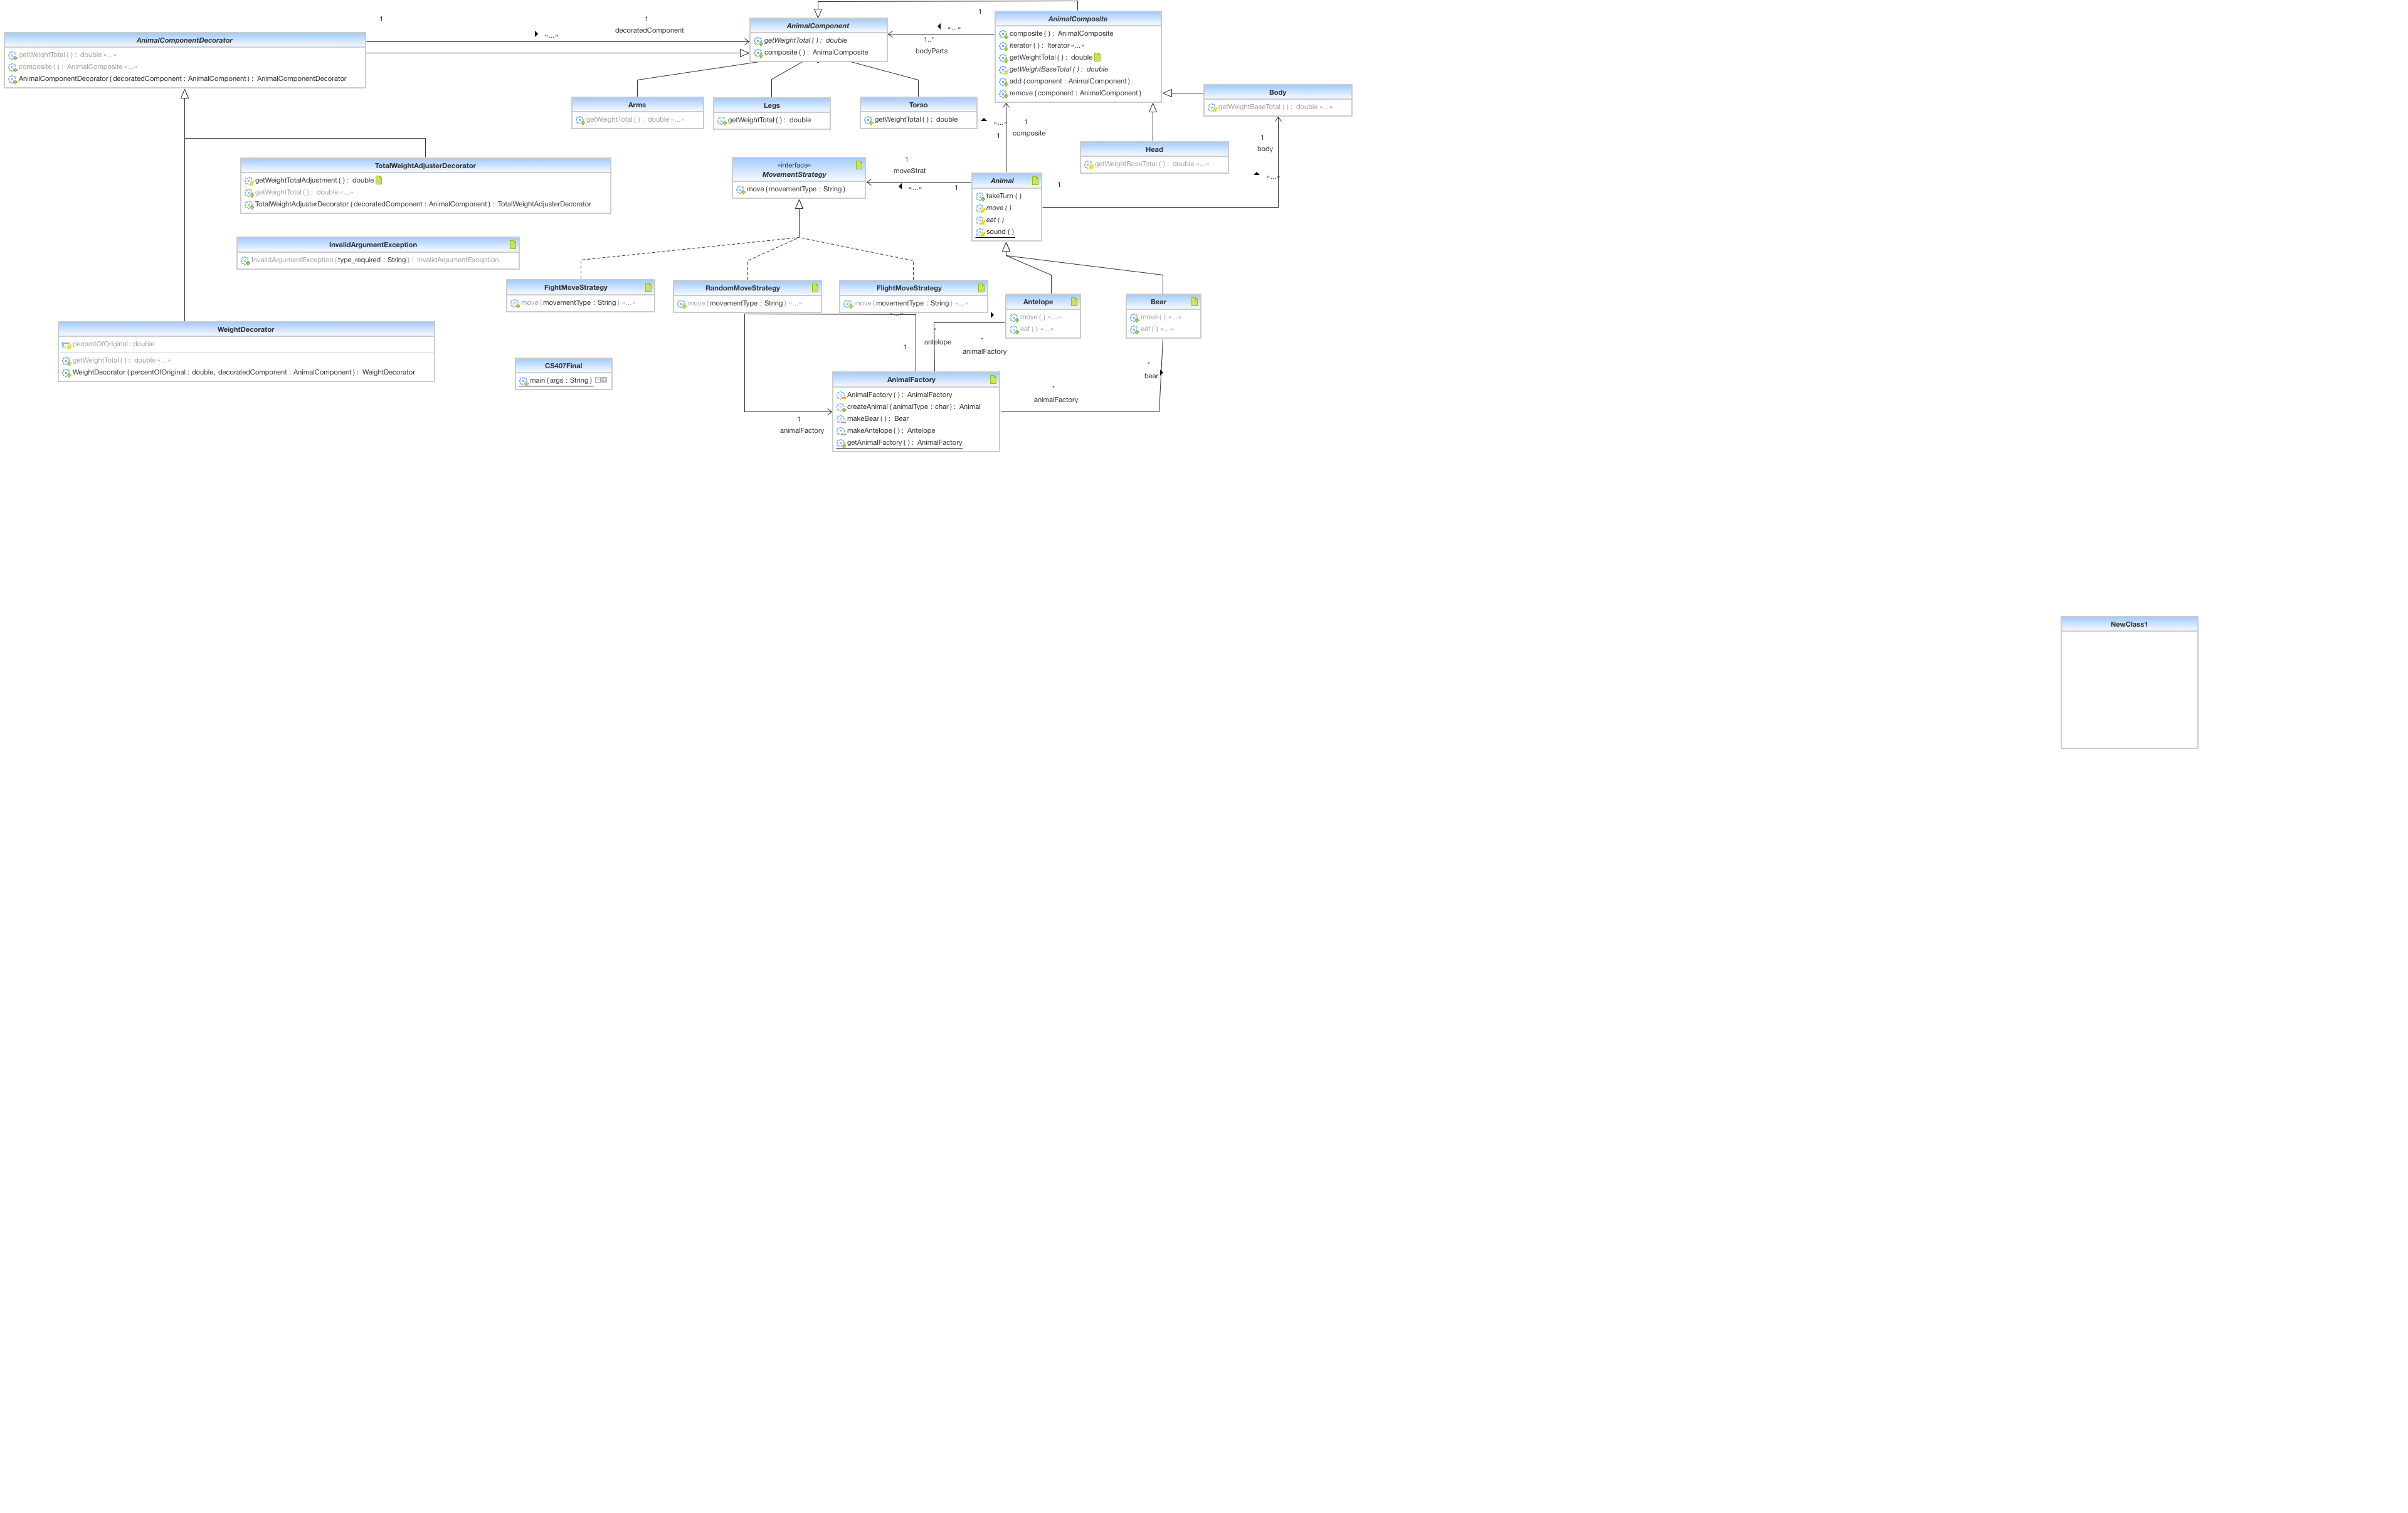 1
1
«...»
decoratedComponent
AnimalComponentDecorator
getWeightTotal ( ) : double «...»
composite ( ) : AnimalComposite «...»
AnimalComponentDecorator ( decoratedComponent : AnimalComponent ) : AnimalComponentDecorator
AnimalComponent
getWeightTotal ( ) : double
composite ( ) : AnimalComposite
1
«...»
1..*
bodyParts
AnimalComposite
composite ( ) : AnimalComposite
iterator ( ) : Iterator «...»
getWeightTotal ( ) : double
getWeightBaseTotal ( ) : double
add ( component : AnimalComponent )
remove ( component : AnimalComponent )
Arms
getWeightTotal ( ) : double «...»
Legs
getWeightTotal ( ) : double
Torso
getWeightTotal ( ) : double
Body
getWeightBaseTotal ( ) : double «...»
«...»
1
1
composite
1
body
«...»
Head
getWeightBaseTotal ( ) : double «...»
TotalWeightAdjusterDecorator
getWeightTotalAdjustment ( ) : double
getWeightTotal ( ) : double «...»
TotalWeightAdjusterDecorator ( decoratedComponent : AnimalComponent ) : TotalWeightAdjusterDecorator
«interface»
MovementStrategy
move ( movementType : String )
1
moveStrat
«...»
1
Animal
takeTurn ( )
move ( )
eat ( )
sound ( )
1
InvalidArgumentException
InvalidArgumentException ( type_required : String ) : InvalidArgumentException
FightMoveStrategy
move ( movementType : String ) «...»
RandomMoveStrategy
move ( movementType : String ) «...»
FlightMoveStrategy
move ( movementType : String ) «...»
«...»
Antelope
move ( ) «...»
eat ( ) «...»
Bear
move ( ) «...»
eat ( ) «...»
WeightDecorator
percentOfOriginal : double
getWeightTotal ( ) : double «...»
WeightDecorator ( percentOfOriginal : double, decoratedComponent : AnimalComponent ) : WeightDecorator
CS407Final
main ( args : String )
1
*
antelope
*
animalFactory
*
bear
*
animalFactory
AnimalFactory
AnimalFactory ( ) : AnimalFactory
createAnimal ( animalType : char ) : Animal
makeBear ( ) : Bear
makeAntelope ( ) : Antelope
getAnimalFactory ( ) : AnimalFactory
1
animalFactory
NewClass1